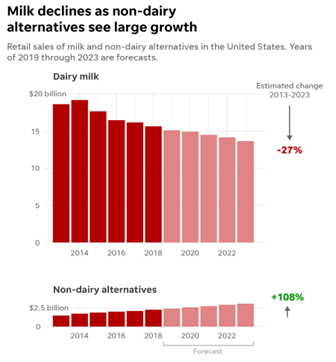 Milk declines as non-dairy
alternatives see large growth
Retail sales of milk and non-dairy alternatives in the United States. Years
of 2019 through 2023 are forecasts.
Dairy milk
Estimated change
2013-2023
$20 billion
15
-27%
10
5
0
2014 2016 2018 2020 2022
Non-dairy alternatives
+108%
$2.5 billion
0
2014 2016 2018 2020 2022
Forecast